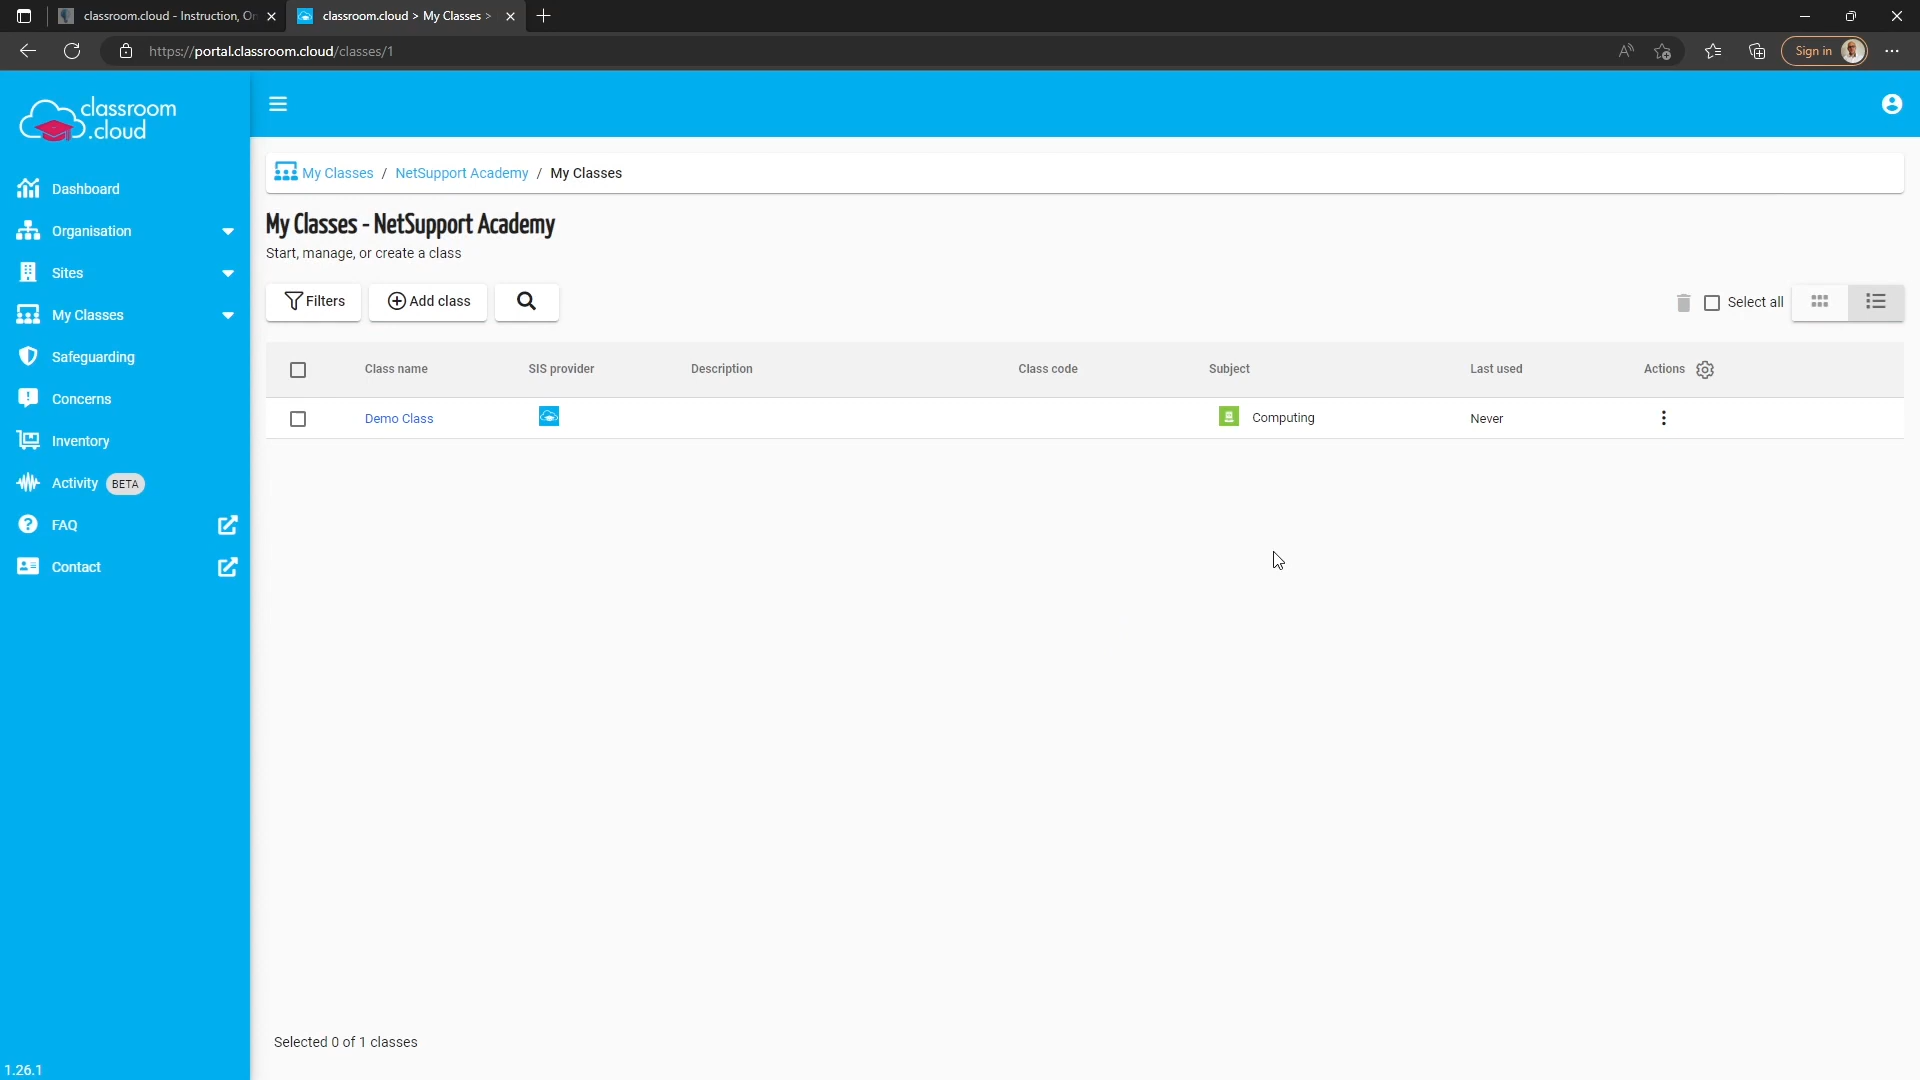 classroom.cloud - Instruction, On
classroom.cloud > My Classes >
https://portal.classroom.cloud/classes/1
Sign in
classroom
.cloud
Dashboard
Organisation
Sites
My Classes
Safeguarding
Concerns
Inventory
Activity BETA
FAQ
Contact
1.26.1
My Classes / NetSupport Academy / My Classes
My Classes - NetSupport Academy
Start, manage, or create a class
Filters Add class
Select all
Class name SIS provider Description Class code Subject Last used Actions
Demo Class Computing Never
Selected 0 of 1 classes